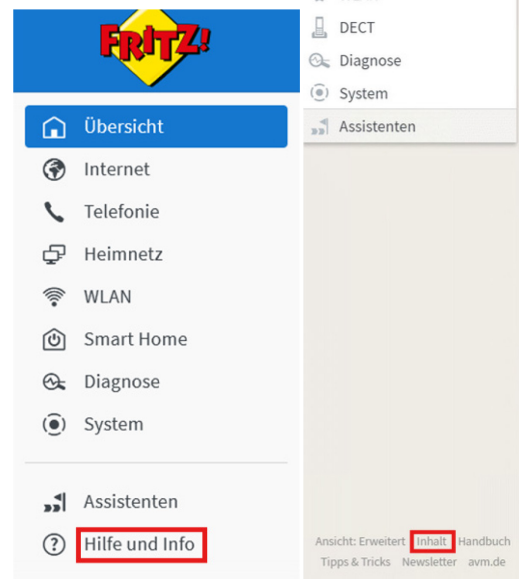 FRITZ!
Übersicht
Internet
Telefonie
Heimnetz
WLAN
Smart Home
Diagnose
System
Assistenten
Hilfe und Info
DECT
Diagnose
System
Assistenten
Ansicht: Erweitert Inhalt Handbuch
Tipps & Tricks Newsletter avm.de